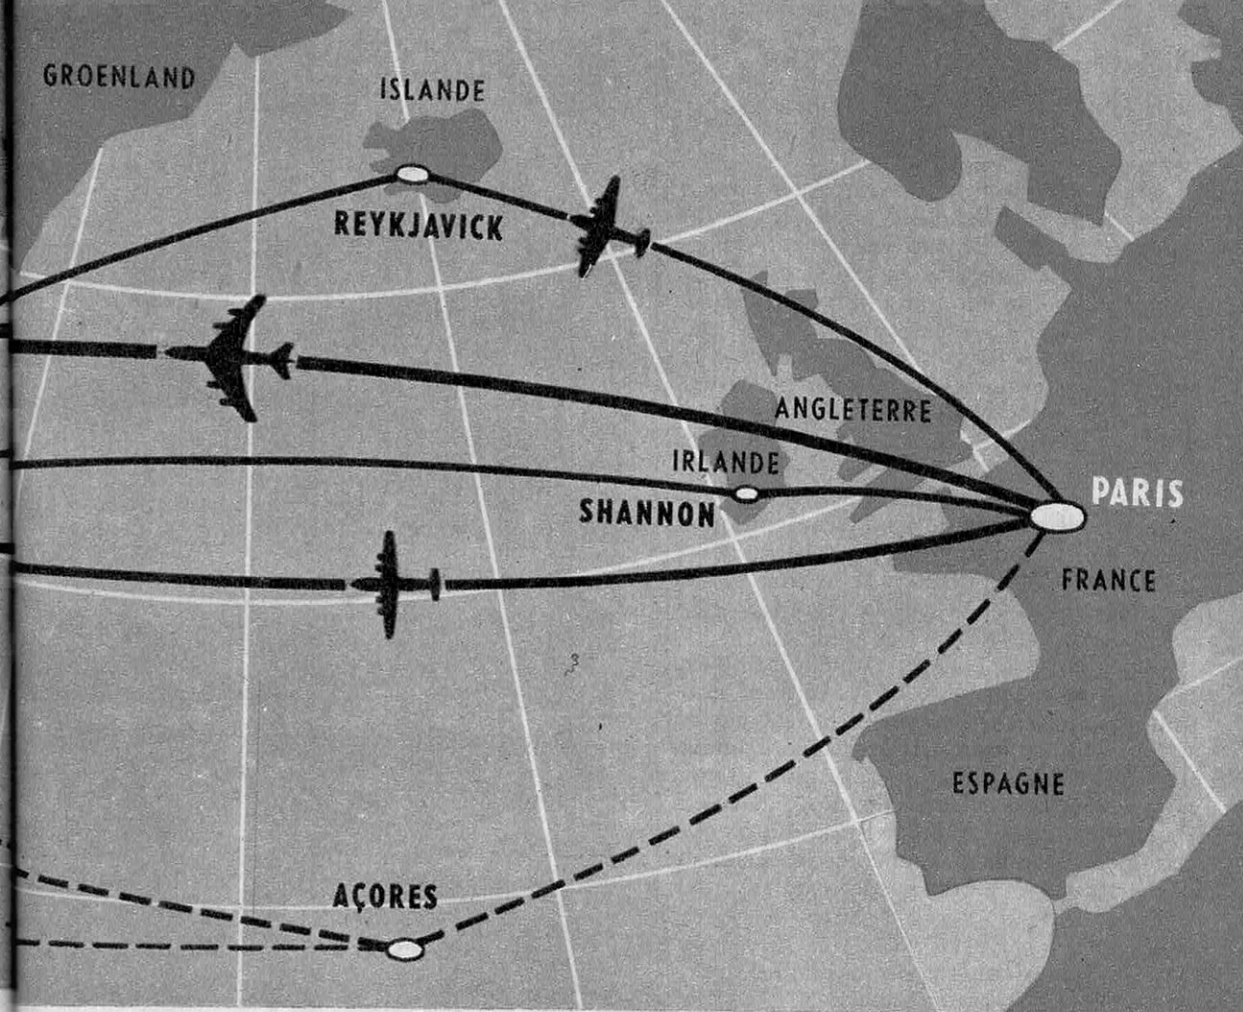 GROENLAND
ISLANDE
REYKJAVICK
ANGLETERRE
IRLANDE
SHANNON
PARIS
FRANCE
ESPAGNE
AÇORES